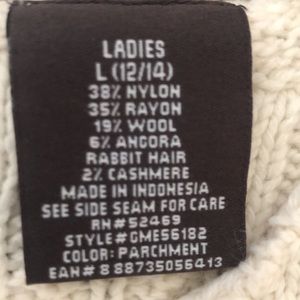 LADIES
L (12/14)
38% NYLON
35% RAYON
19% WOOL
6% ANGORA
RABBIT HAIR
2% CASHMERE
MADE IN INDONESIA
SEE SIDE SEAM FOR CARE
RN#52469
STYLE#GME56182
COLOR: PARCHMENT
EAN# 8 88735056413